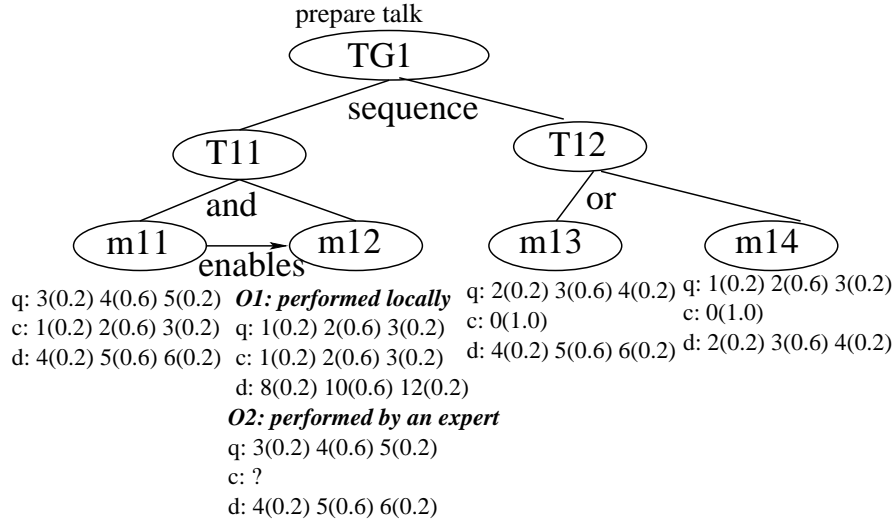 prepare talk
TG1
sequence
T11
T12
and
or
m11
m12
m13
m14
enables
q: 3(0.2) 4(0.6) 5(0.2)
c: 1(0.2) 2(0.6) 3(0.2)
d: 4(0.2) 5(0.6) 6(0.2)
O1: performed locally
q: 1(0.2) 2(0.6) 3(0.2)
c: 1(0.2) 2(0.6) 3(0.2)
d: 8(0.2) 10(0.6) 12(0.2)
O2: performed by an expert
q: 3(0.2) 4(0.6) 5(0.2)
c: ?
d: 4(0.2) 5(0.6) 6(0.2)
q: 2(0.2) 3(0.6) 4(0.2)
c: 0(1.0)
d: 4(0.2) 5(0.6) 6(0.2)
q: 1(0.2) 2(0.6) 3(0.2)
c: 0(1.0)
d: 2(0.2) 3(0.6) 4(0.2)